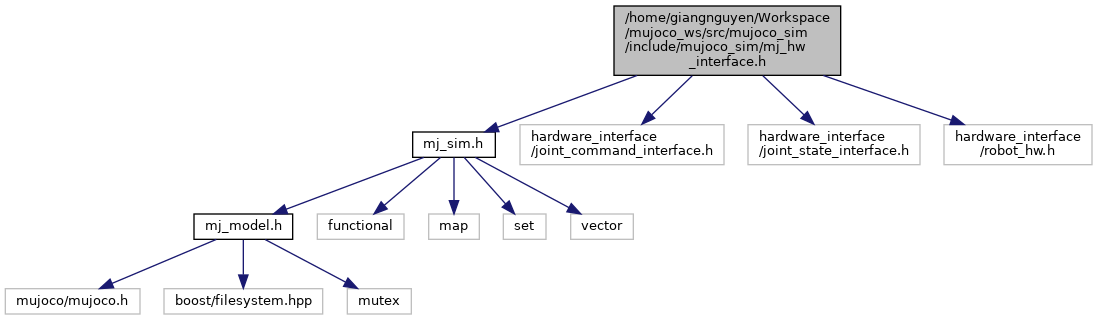 /home/giangnguyen/Workspace
/mujoco_ws/src/mujoco_sim
/include/mujoco_sim/mj_hw
_interface.h
mj_sim.h
hardware_interface
/joint_command_interface.h
hardware_interface
/joint_state_interface.h
hardware_interface
/robot_hw.h
mj_model.h
functional
map
set
vector
mujoco/mujoco.h
boost/filesystem.hpp
mutex